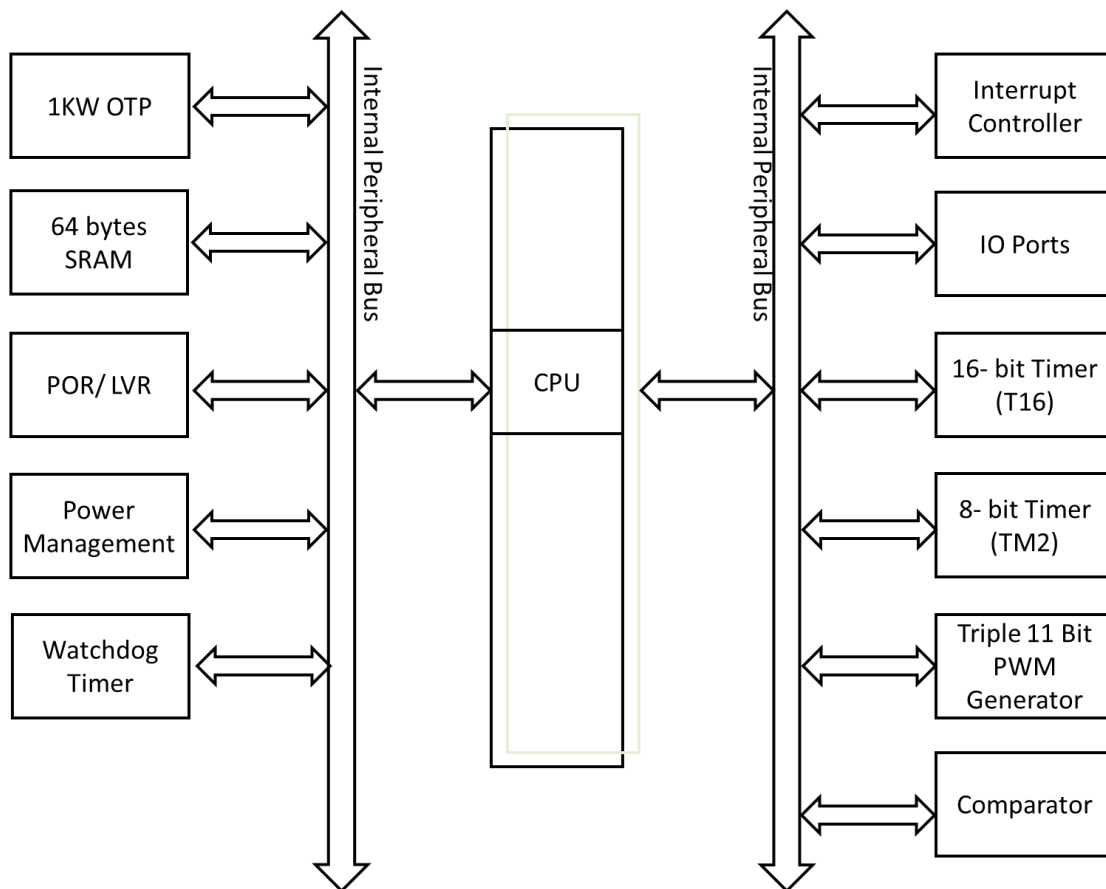 1KW OTP
64 bytes
SRAM
POR/ LVR
Power
Management
Watchdog
Timer
Internal Peripheral Bus
CPU
Internal Peripheral Bus
Interrupt
Controller
IO Ports
16- bit Timer
(T16)
8- bit Timer
(TM2)
Triple 11 Bit
PWM
Generator
Comparator